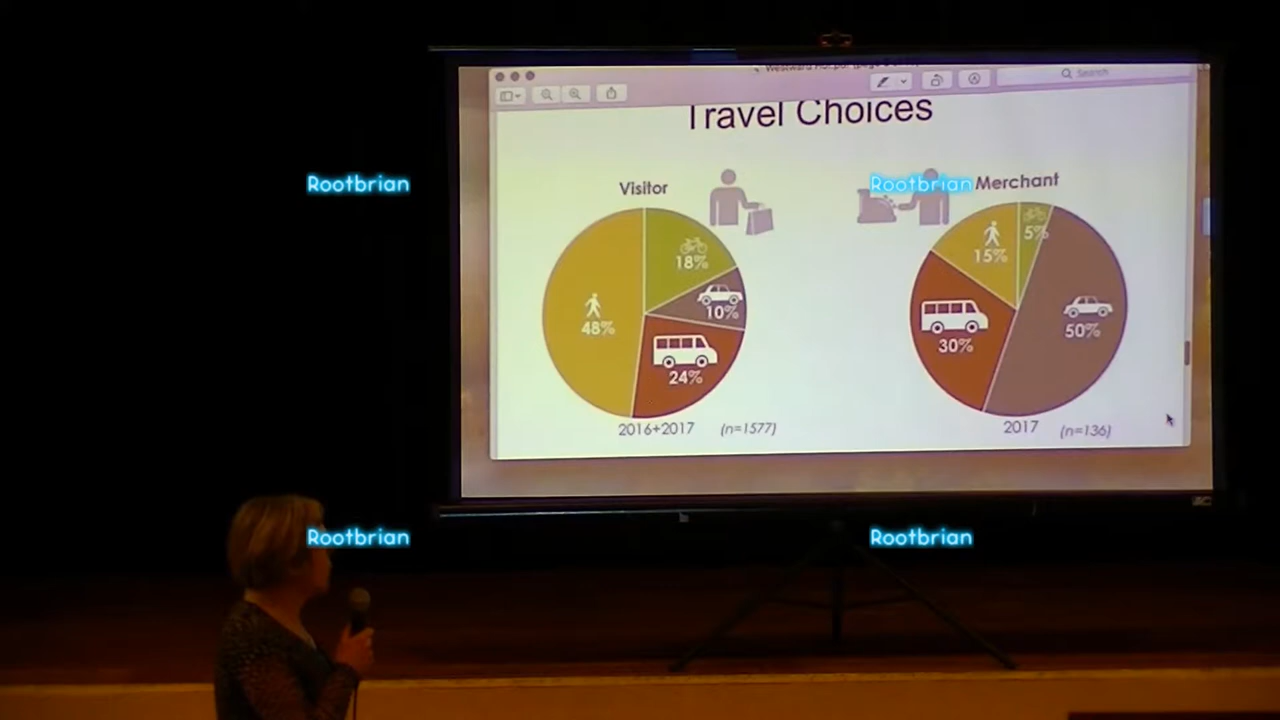 Search
Travel Choices
Rootbrian
Rootbrian
Visitor
Merchant
18%
5%
15%
10%
48%
50%
30%
24%
2016+2017 (n=1577)
2017 (n=136)
Rootbrian
Rootbrian